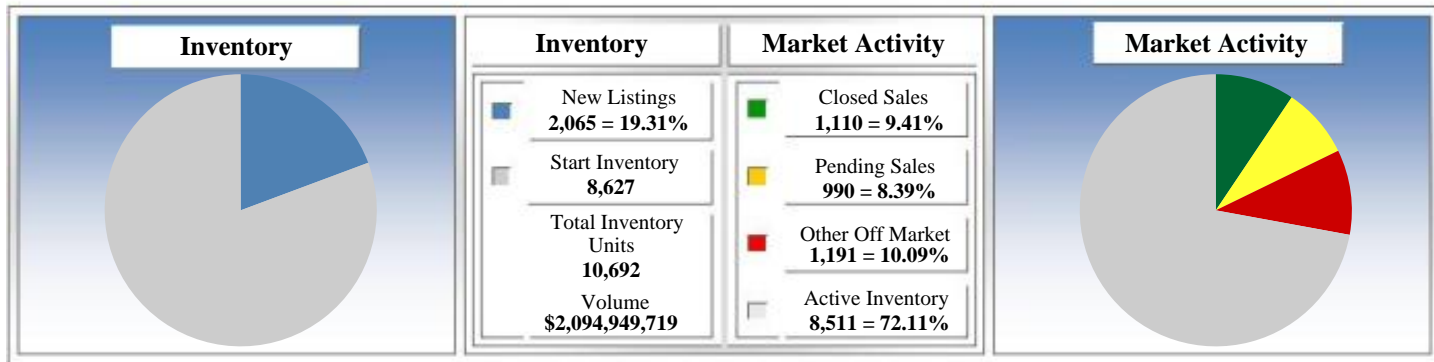 Inventory
Inventory
Market Activity
Market Activity
New Listings
2,065 = 19.31%
Start Inventory
8,627
Total Inventory
Units
10,692
Volume
$2,094,949,719
Closed Sales
1,110 = 9.41%
Pending Sales
990 = 8.39%
Other Off Market
1,191 = 10.09%
Active Inventory
8,511 = 72.11%